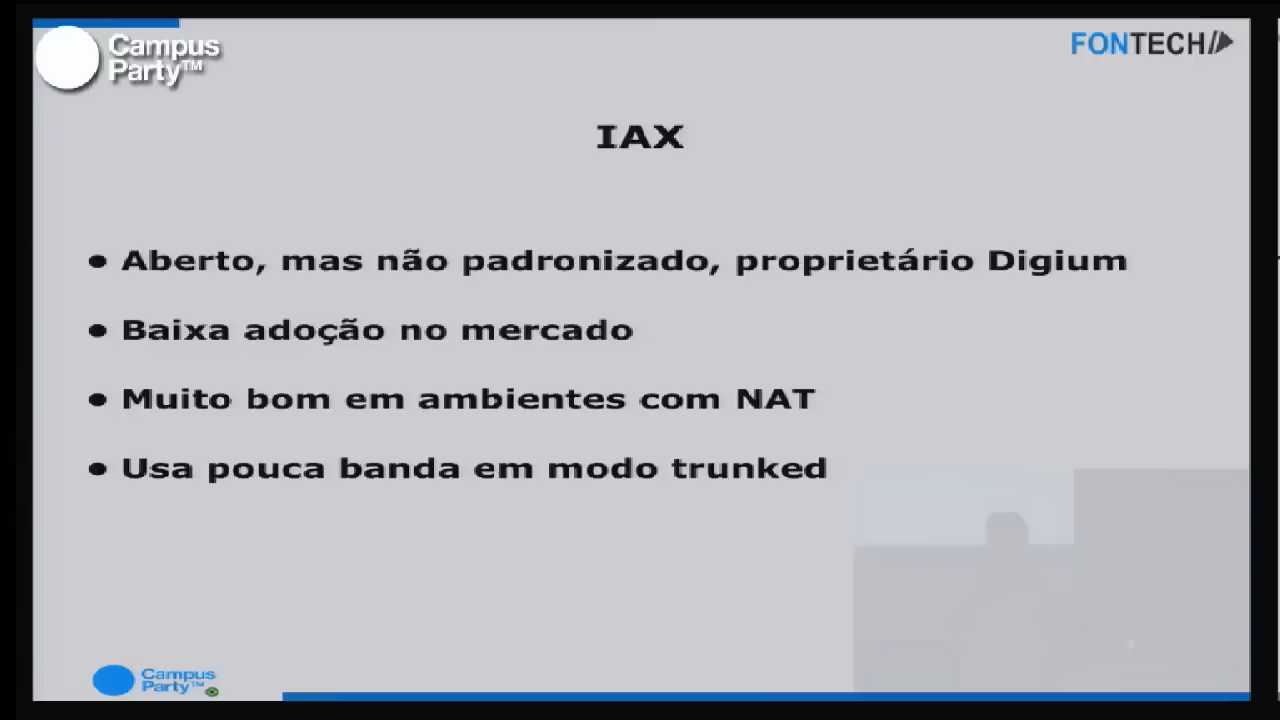 Campus
Party™
FONTECH
IAX
• Aberto, mas não padronizado, proprietário Digium
• Baixa adoção no mercado
• Muito bom em ambientes com NAT
• Usa pouca banda em modo trunked
Campus
Party™